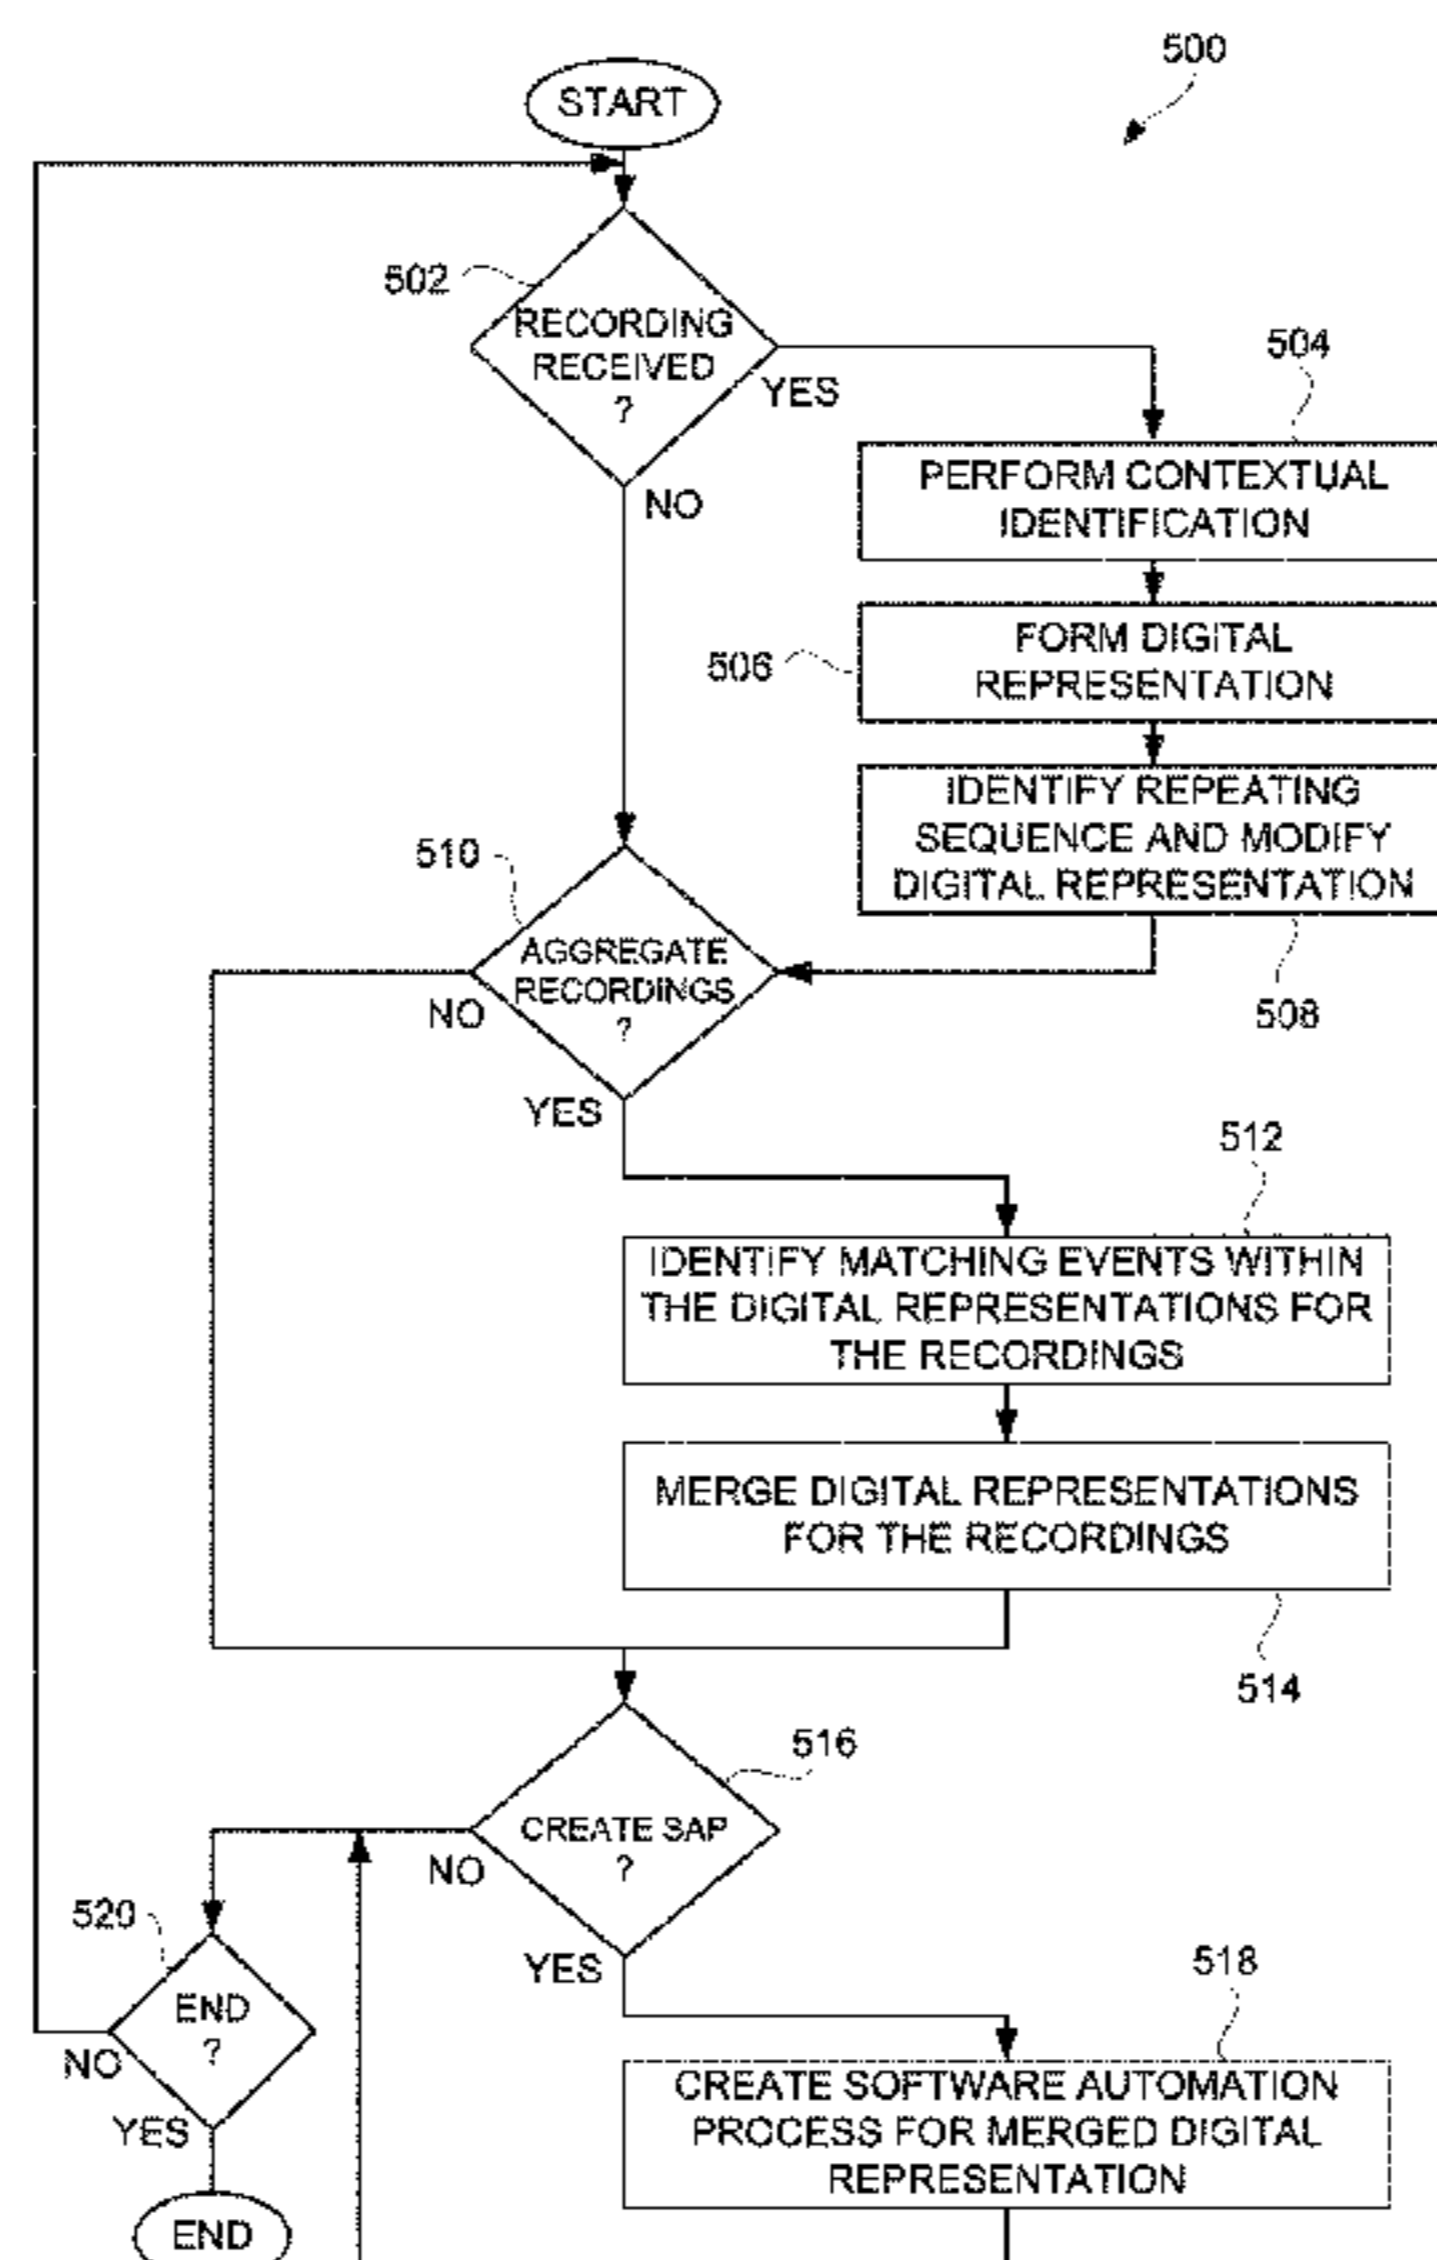 500
START
502
RECORDING
RECEIVED
?
YES
NO
504
PERFORM CONTEXTUAL
IDENTIFICATION
506
FORM DIGITAL
REPRESENTATION
IDENTIFY REPEATING
SEQUENCE AND MODIFY
DIGITAL REPRESENTATION
508
510
AGGREGATE
RECORDINGS
?
NO
YES
512
IDENTIFY MATCHING EVENTS WITHIN
THE DIGITAL REPRESENTATIONS FOR
THE RECORDINGS
MERGE DIGITAL REPRESENTATIONS
FOR THE RECORDINGS
514
516
CREATE SAP
?
NO
YES
518
CREATE SOFTWARE AUTOMATION
PROCESS FOR MERGED DIGITAL
REPRESENTATION
520
END
?
NO
YES
END